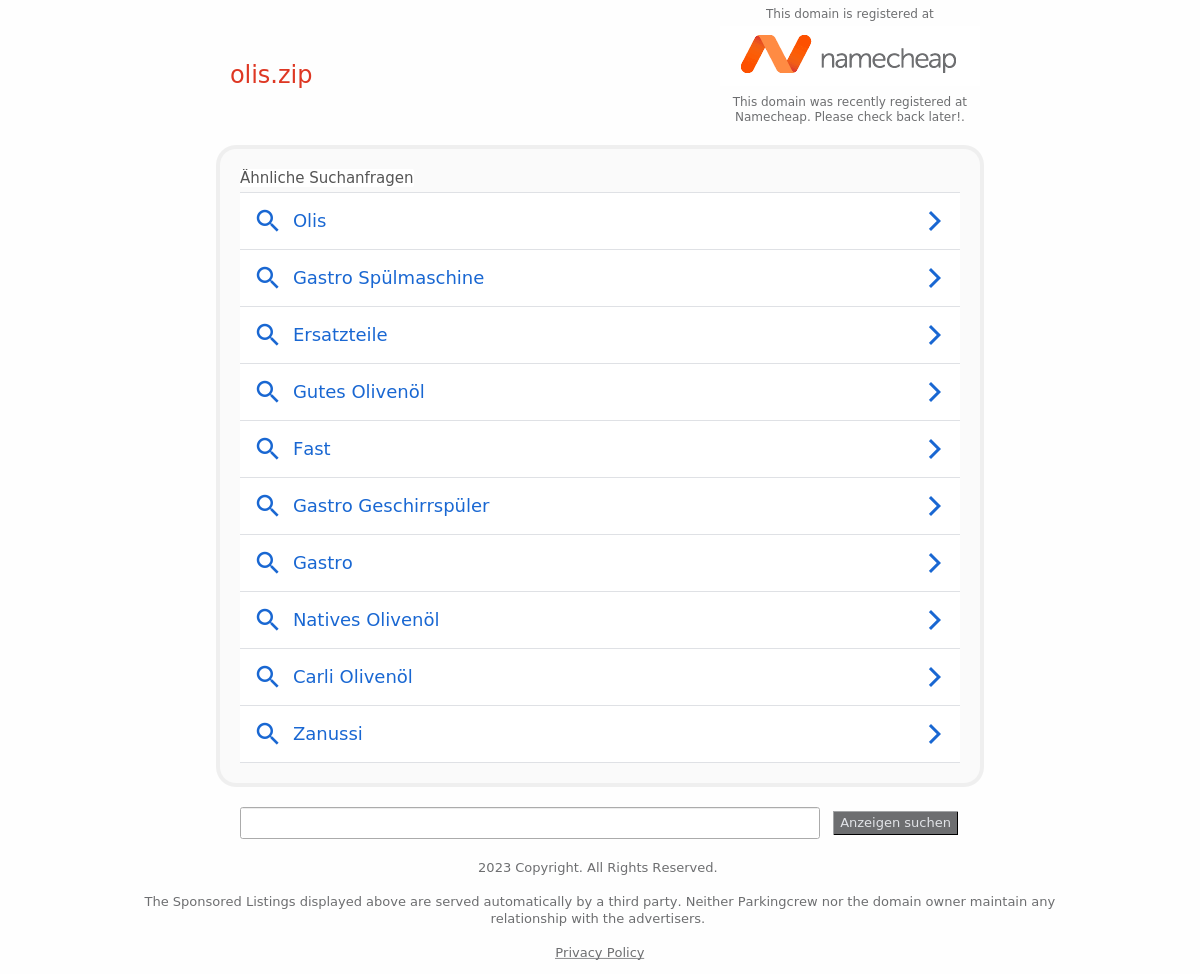 This domain is registered at
namecheap
olis.zip
This domain was recently registered at
Namecheap. Please check back later!.
Ähnliche Suchanfragen
Olis
Gastro Spülmaschine
Ersatzteile
Gutes Olivenöl
Fast
Gastro Geschirrspüler
Gastro
Natives Olivenöl
Carli Olivenöl
Zanussi
Anzeigen suchen
2023 Copyright. All Rights Reserved.
The Sponsored Listings displayed above are served automatically by a third party. Neither Parkingcrew nor the domain owner maintain any
relationship with the advertisers.
Privacy Policy